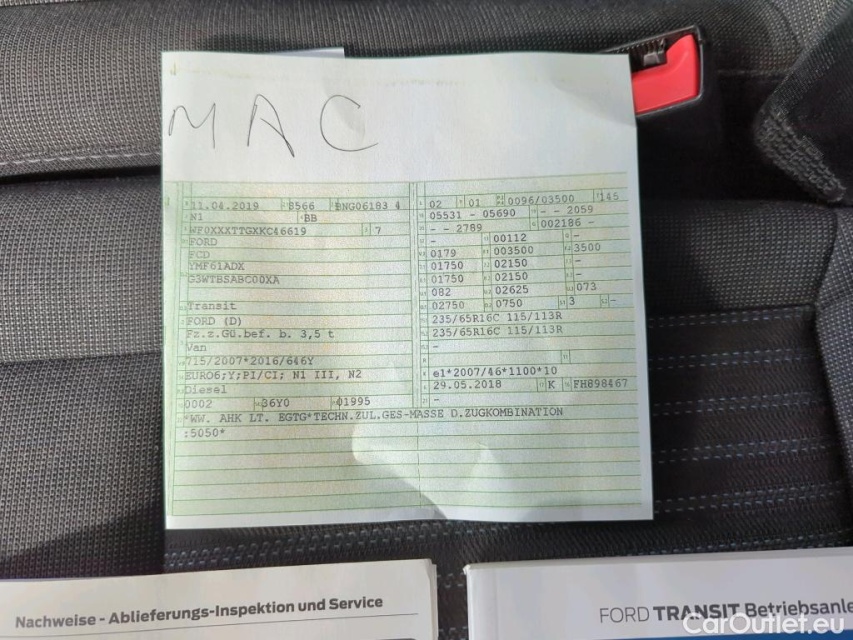 MAC
11.04.2019 8566 BNG06183 4
N1 BB
WF0XXXTTGXKC46619 7
FORD
FCD
YMF61ADX
G3WTBSABC00XA
Transit
FORD (D)
Fz.z.Gü.bef. b. 3,5 t
Van
715/2007*2016/646Y
EURO6;Y;PI/CI; N1 III, N2
Diesel
0002 36Y0 01995
02 01 0096/03500 145
05531 - 05690 - - 2059
- - 2789 002186 -
- 00112 -
0179 003500 3500
01750 02150 -
01750 02150 -
082 02625 073
02750 0750 3 -
235/65R16C 115/113R
235/65R16C 115/113R
-
-
e1*2007/46*1100*10
29.05.2018 K FH898467
-
*WW. AHK LT. EGTG*TECHN.ZUL.GES-MASSE D.ZUGKOMBINATION
:5050*
Nachweise - Ablieferungs-Inspektion und Service
FORD TRANSIT Betriebsanle
CarOutlet.eu